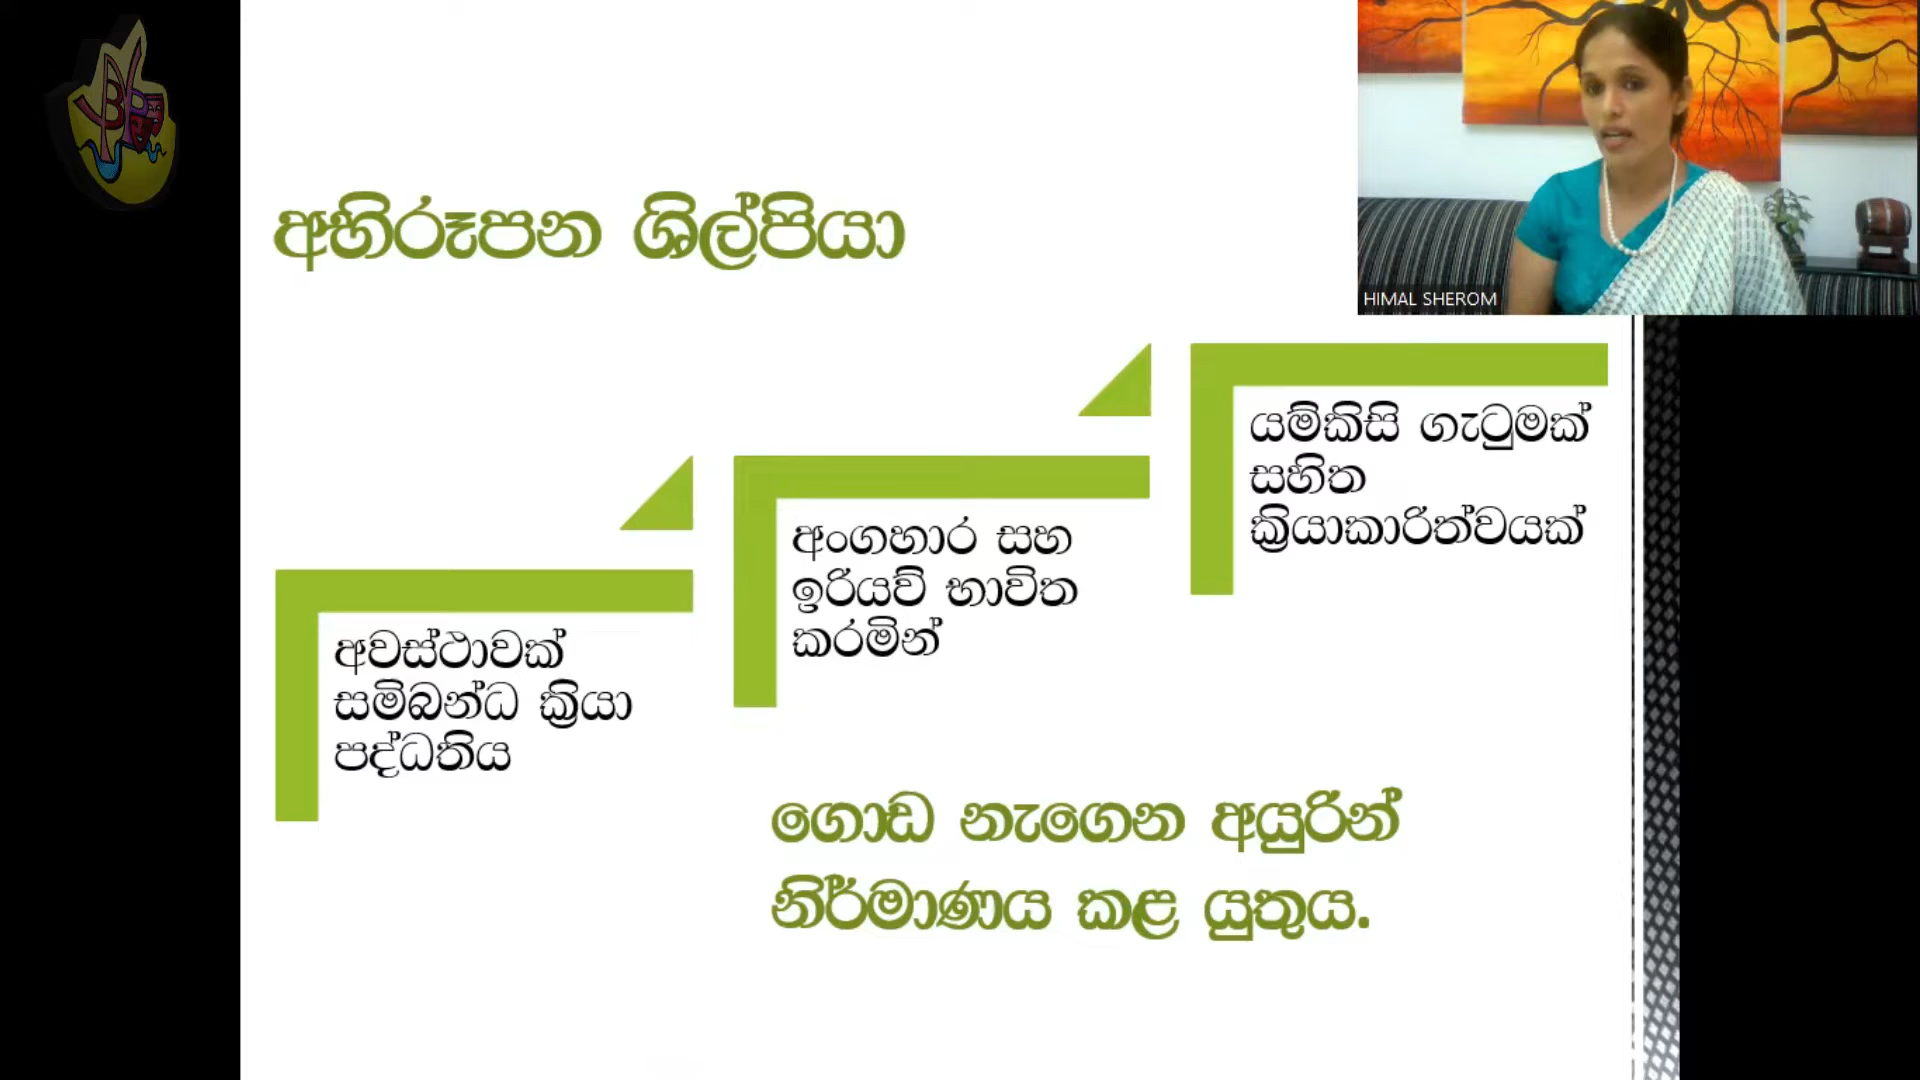 අභිරූපන ශිල්පියා
HIMAL SHEROM
අවස්ථාවක්
සම්බන්ධ ක්‍රියා
පද්ධතිය
අංගහාර සහ
ඉරියව් භාවිත
කරමින්
යම්කිසි ගැටුමක්
සහිත
ක්‍රියාකාරිත්වයක්
ගොඩ නැගෙන අයුරින්
නිර්මාණය කළ යුතුය.